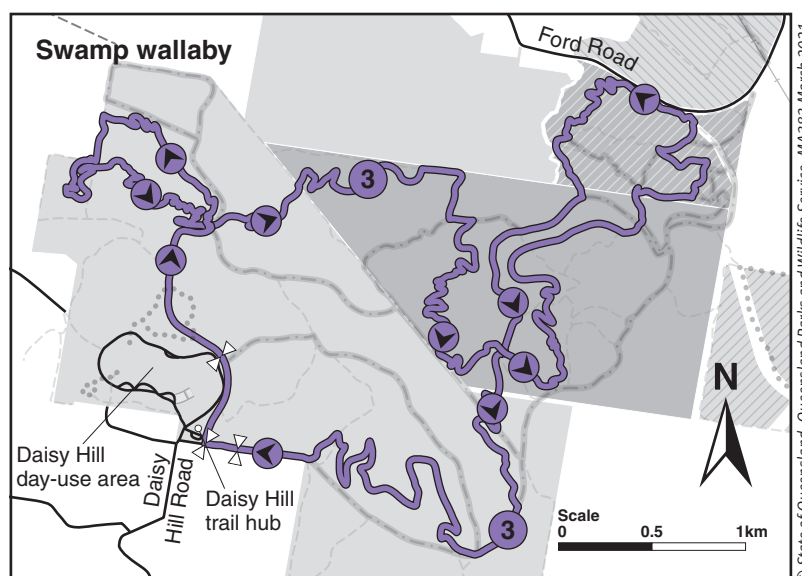 Swamp wallaby
Ford Road
3
Daisy Hill
day-use area
Daisy
Hill Road
Daisy Hill
trail hub
3
N
Scale
0 0.5 1km
© State of Queensland, Queensland Parks and Wildlife Service, MA383 March 2021